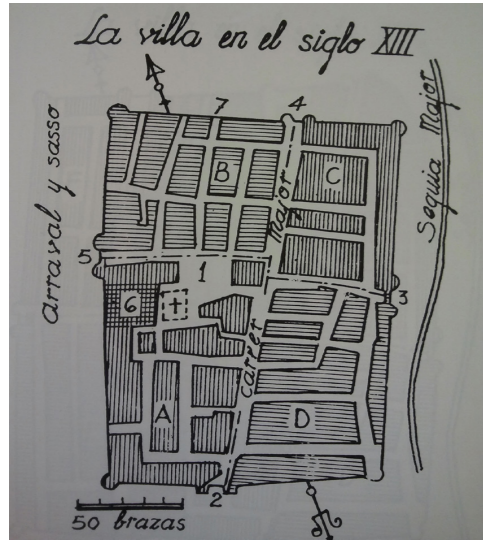 La villa en el siglo XIII
7
4
Arraval y sasso
Sequia Major
B
C
major
5
1
3
6
carrer
A
D
2
50 brazas